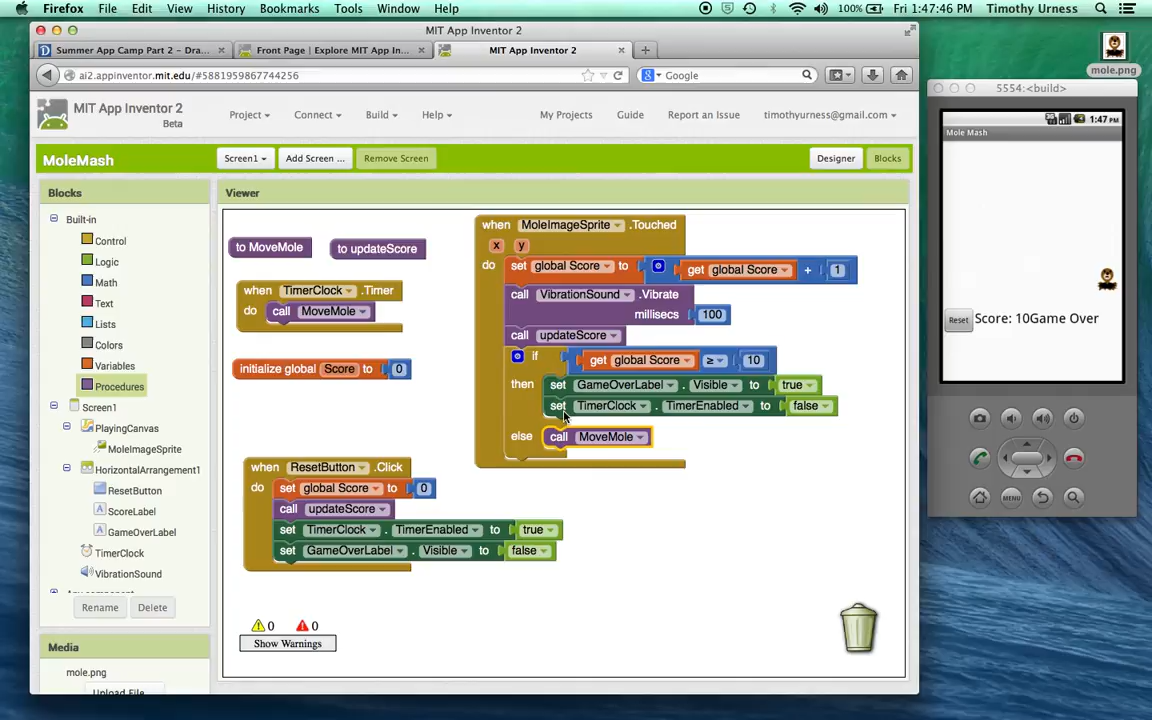 Firefox File Edit View History Bookmarks Tools Window Help 100% Fri 1:47:46 PM Timothy Urness
mole.png
MIT App Inventor 2
Summer App Camp Part 2 – Dra... Front Page | Explore MIT App In... MIT App Inventor 2
ai2.appinventor.mit.edu/#5881959867744256 Google
MIT App Inventor 2
Beta
Project Connect Build Help My Projects Guide Report an Issue timothyurness@gmail.com
MoleMash Screen1 Add Screen ... Remove Screen Designer Blocks
Blocks
Viewer
Built-in
Control
Logic
Math
Text
Lists
Colors
Variables
Procedures
Screen1
PlayingCanvas
MoleImageSprite
HorizontalArrangement1
ResetButton
ScoreLabel
GameOverLabel
TimerClock
VibrationSound
Rename Delete
Media
mole.png
Upload File
to MoveMole
to updateScore
when TimerClock .Timer
do call MoveMole
initialize global Score to 0
when ResetButton .Click
do set global Score to 0
call updateScore
set TimerClock . TimerEnabled to true
set GameOverLabel . Visible to false
when MoleImageSprite .Touched
x y
do set global Score to get global Score + 1
call VibrationSound .Vibrate
millisecs 100
call updateScore
if get global Score ≥ 10
then set GameOverLabel . Visible to true
set TimerClock . TimerEnabled to false
else call MoveMole
0 0
Show Warnings
5554:<build>
1:47 PM
Mole Mash
Reset Score: 10Game Over
MENU